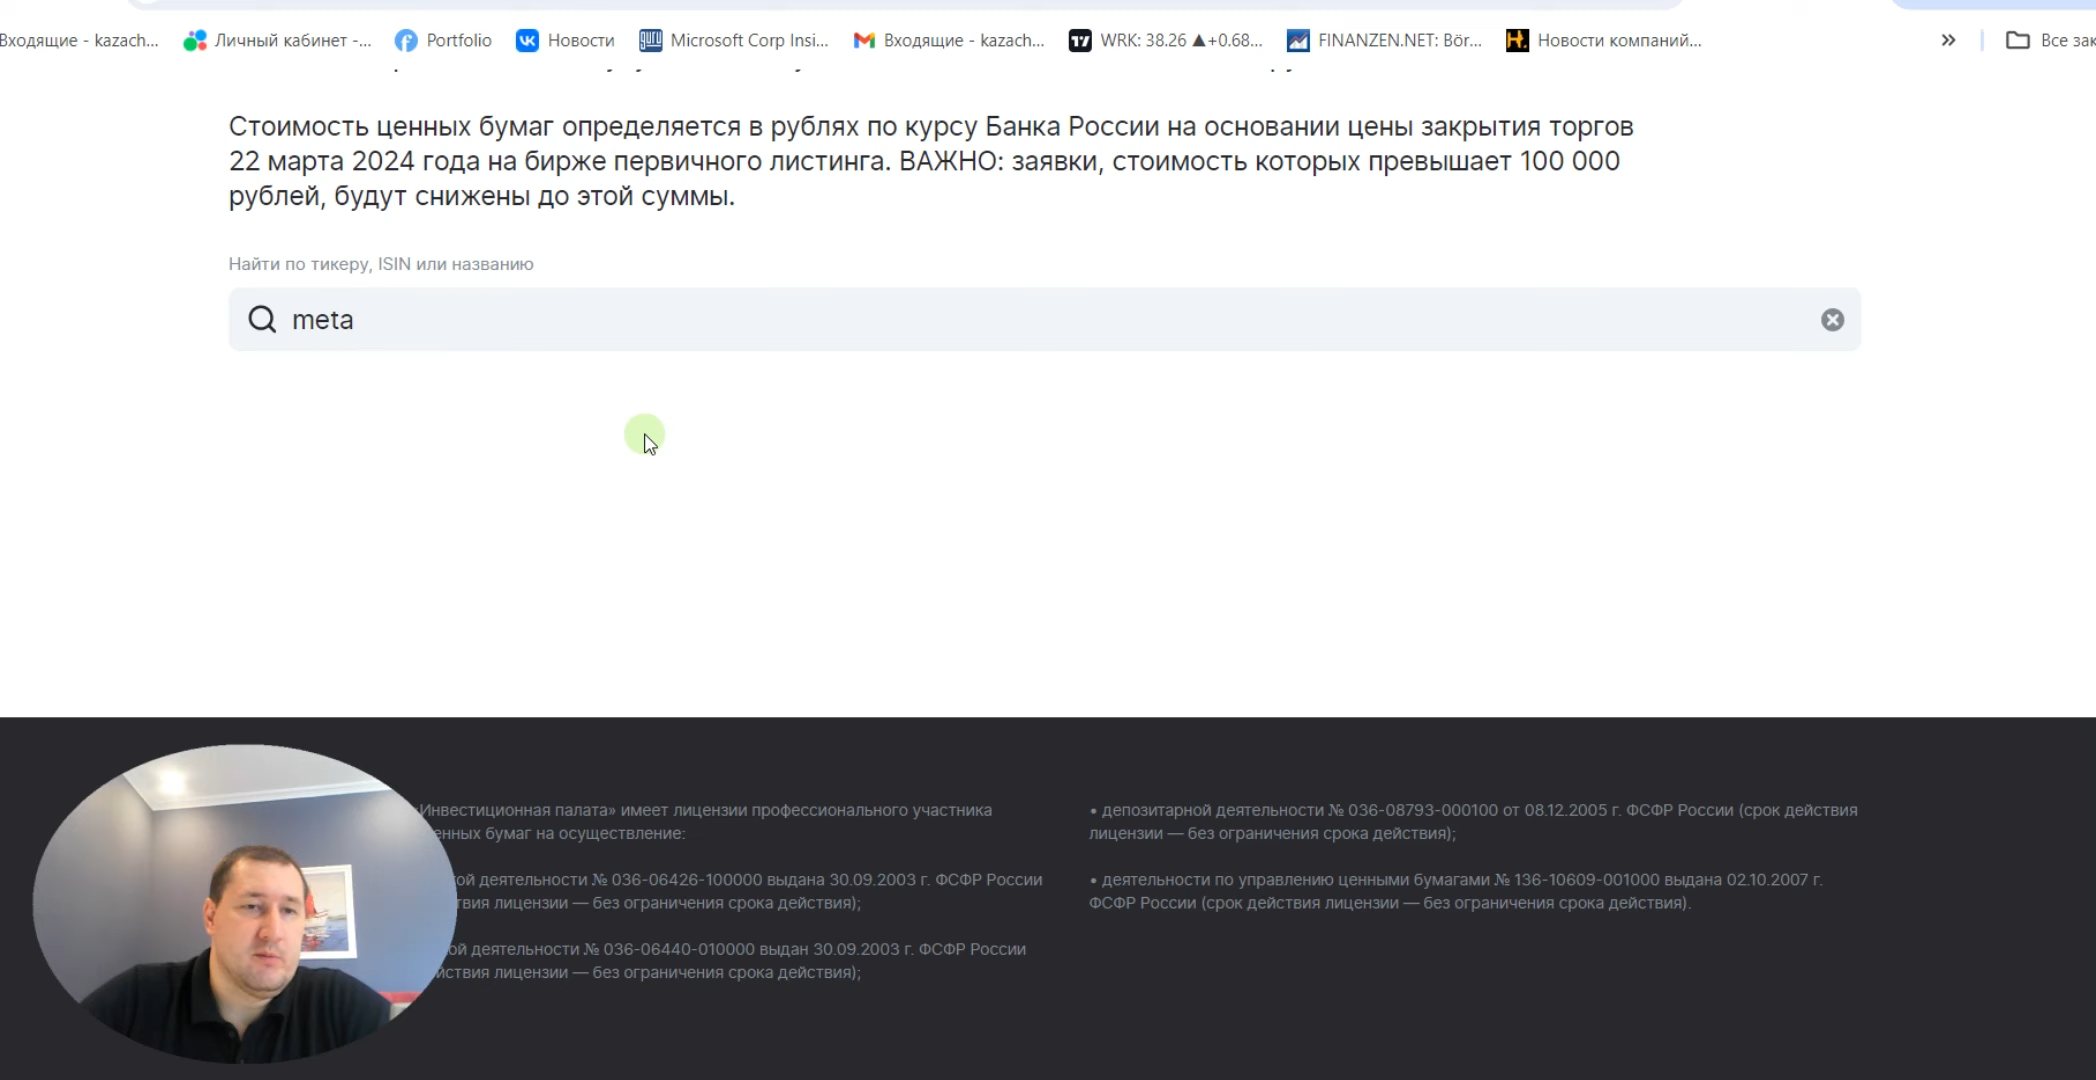 Входящие - kazach... Личный кабинет -... Portfolio Новости guru Microsoft Corp Insi... Входящие - kazach... WRK: 38.26 ▲+0.68... FINANZEN.NET: Bör... H. Новости компаний... » Все зак
Стоимость ценных бумаг определяется в рублях по курсу Банка России на основании цены закрытия торгов
22 марта 2024 года на бирже первичного листинга. ВАЖНО: заявки, стоимость которых превышает 100 000
рублей, будут снижены до этой суммы.
Найти по тикеру, ISIN или названию
meta
Инвестиционная палата» имеет лицензии профессионального участника
енных бумаг на осуществление:
ой деятельности № 036-06426-100000 выдана 30.09.2003 г. ФСФР России
твия лицензии — без ограничения срока действия);
ой деятельности № 036-06440-010000 выдан 30.09.2003 г. ФСФР России
йствия лицензии — без ограничения срока действия);
• депозитарной деятельности № 036-08793-000100 от 08.12.2005 г. ФСФР России (срок действия
лицензии — без ограничения срока действия);
• деятельности по управлению ценными бумагами № 136-10609-001000 выдана 02.10.2007 г.
ФСФР России (срок действия лицензии — без ограничения срока действия).